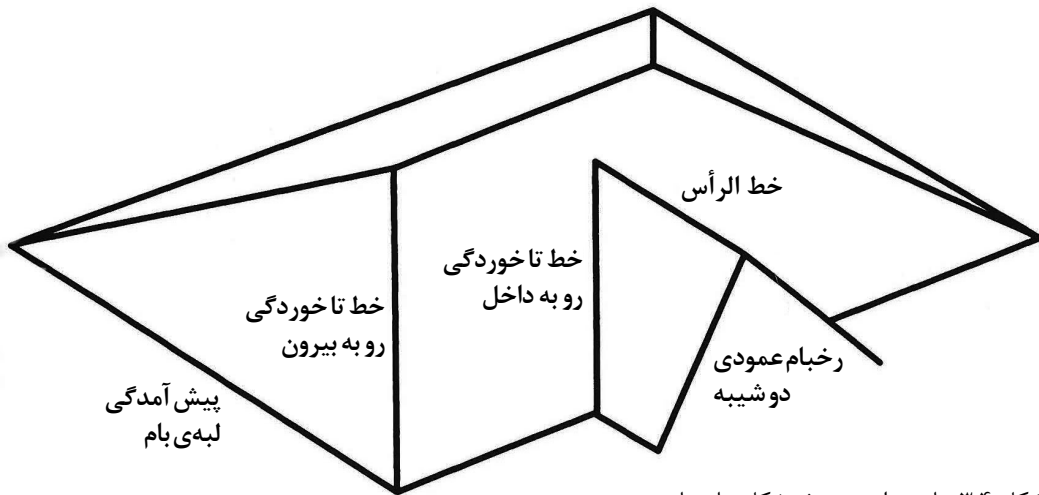 خط الرأس
خط تا خوردگی
رو به داخل
خط تا خوردگی
رو به بیرون
رخبام عمودی
دو شیبه
پیش آمدگی
لبه‌ی بام